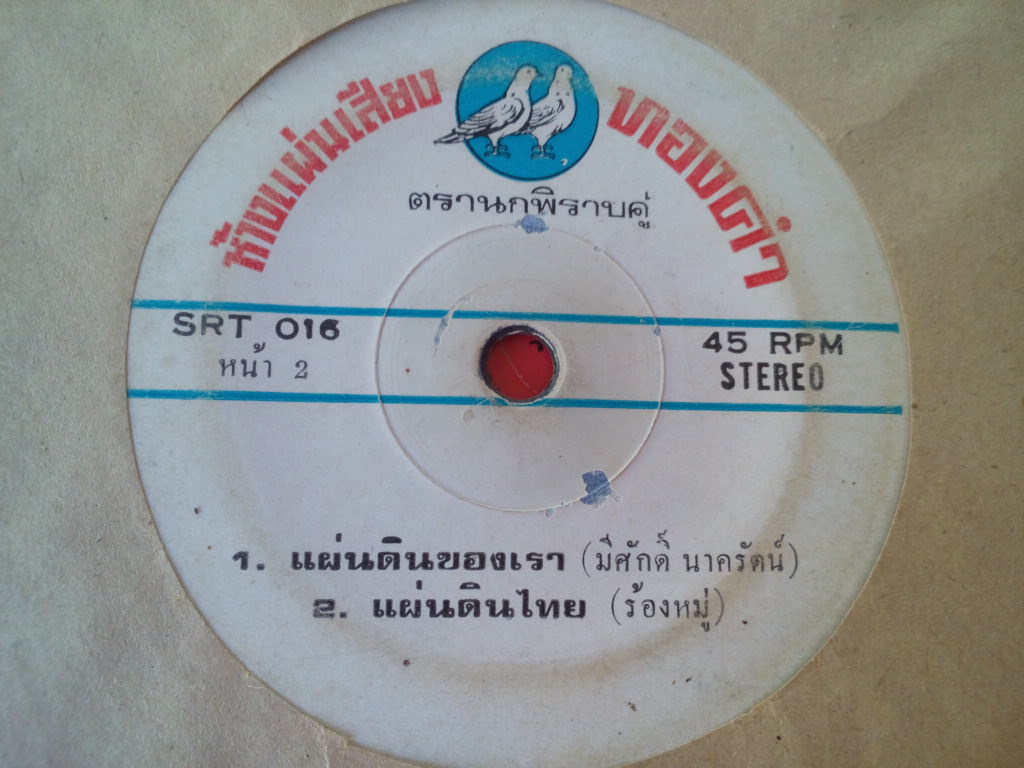 ห้างแผ่นเสียง ทองคำ
ตรานกพิราบคู่
SRT 016
หน้า 2
45 RPM
STEREO
1. แผ่นดินของเรา (มีศักดิ์ นาครัตน์)
2. แผ่นดินไทย (ร้องหมู่)